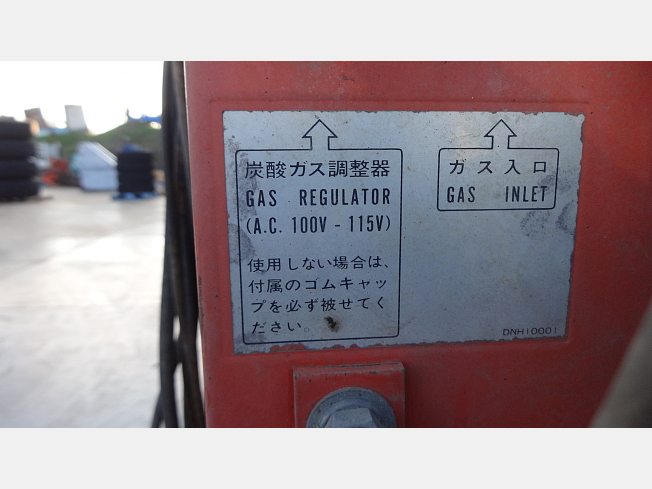 炭酸ガス調整器
GAS REGULATOR
(A.C. 100V - 115V)
使用しない場合は、
付属のゴムキャッ
プを必ず被せてく
ださい。
ガス入口
GAS INLET
DNH10001